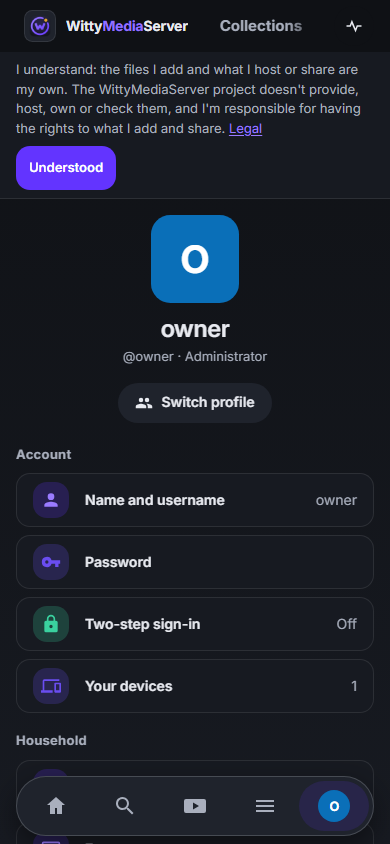 WittyMediaServer
Collections
I understand: the files I add and what I host or share are
my own. The WittyMediaServer project doesn't provide,
host, own or check them, and I'm responsible for having
the rights to what I add and share. Legal
Understood
O
owner
@owner · Administrator
Switch profile
Account
Name and username owner
Password
Two-step sign-in Off
Your devices 1
Household
O